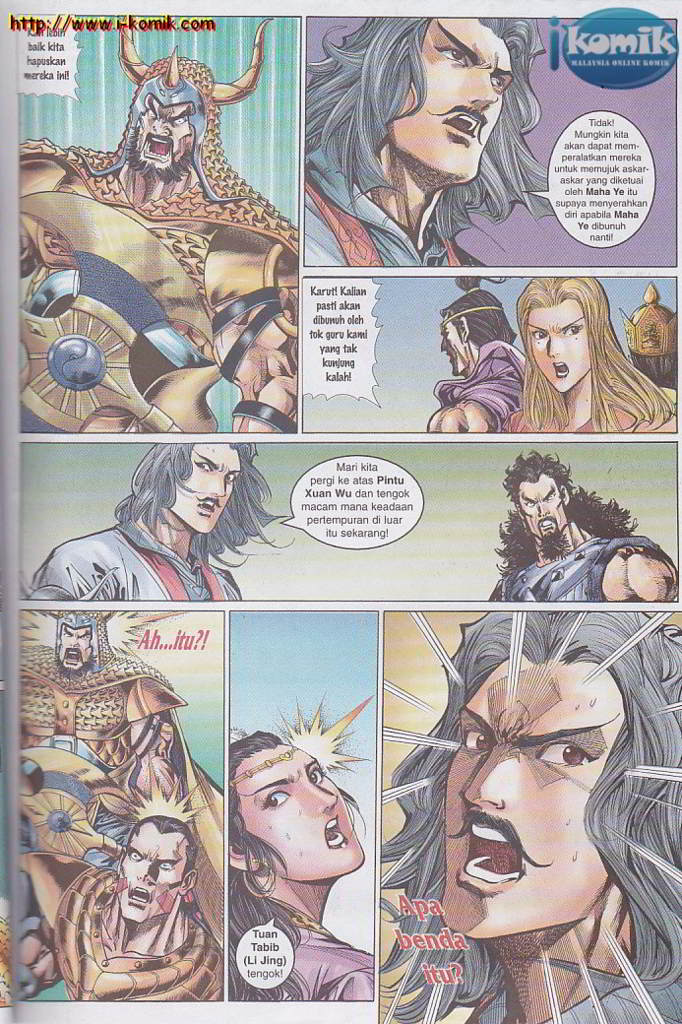 http://www.i-komik.com
i komik
MALAYSIA ONLINE KOMIK
lebih
baik kita
hapuskan
mereka ini!
Tidak!
Mungkin kita
akan dapat mem-
peralatkan mereka
untuk memujuk askar-
askar yang diketuai
oleh Maha Ye itu
supaya menyerahkan
diri apabila Maha
Ye dibunuh
nanti!
Karut! Kalian
pasti akan
dibunuh oleh
tok guru kami
yang tak
kunjung
kalah!
Mari kita
pergi ke atas Pintu
Xuan Wu dan tengok
macam mana keadaan
pertempuran di luar
itu sekarang!
Ah...itu?!
Tuan
Tabib
(Li Jing)
tengok!
Apa
benda
itu?